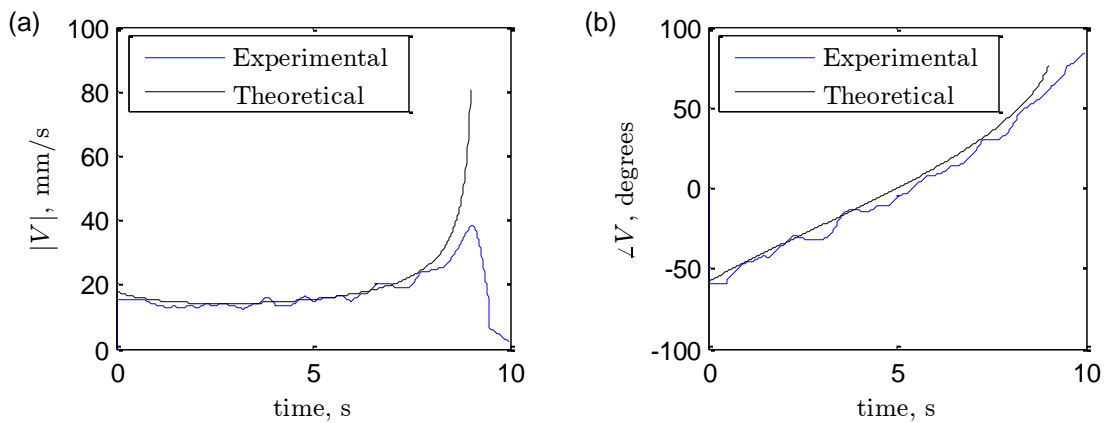 (a)
100
80
60
40
20
0
|V|, mm/s
Experimental
Theoretical
0
5
10
time, s
(b)
100
50
0
-50
-100
∠V, degrees
Experimental
Theoretical
0
5
10
time, s